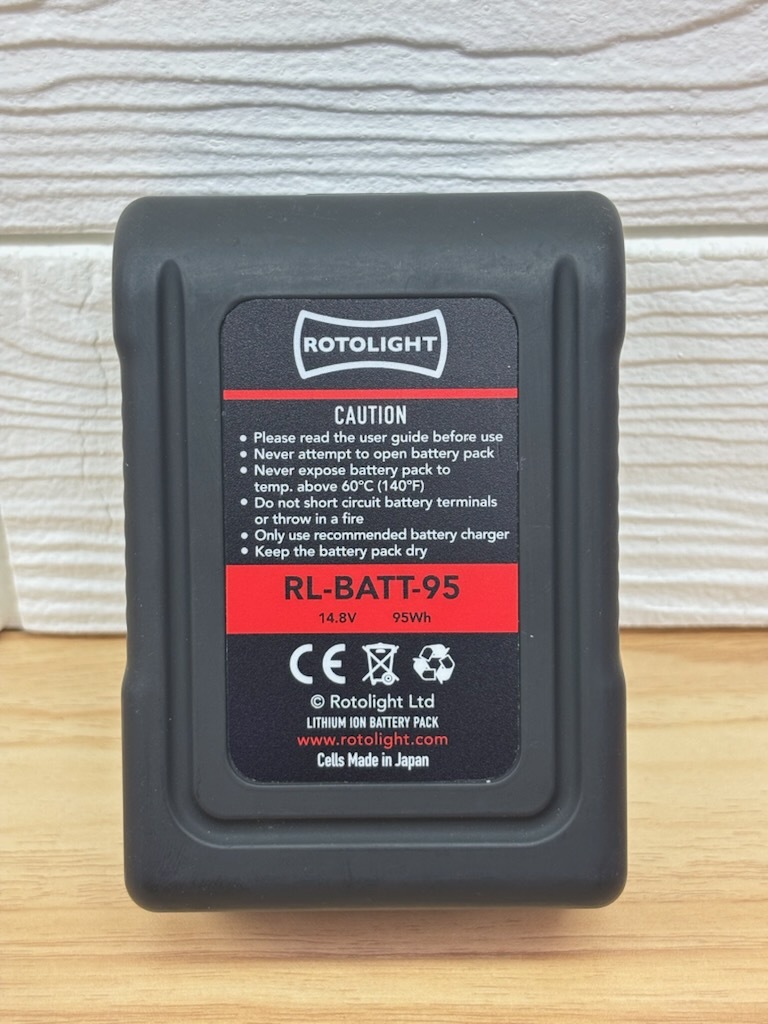 ROTOLIGHT
CAUTION
• Please read the user guide before use
• Never attempt to open battery pack
• Never expose battery pack to
temp. above 60°C (140°F)
• Do not short circuit battery terminals
or throw in a fire
• Only use recommended battery charger
• Keep the battery pack dry
RL-BATT-95
14.8V 95Wh
CE
© Rotolight Ltd
LITHIUM ION BATTERY PACK
www.rotolight.com
Cells Made in Japan